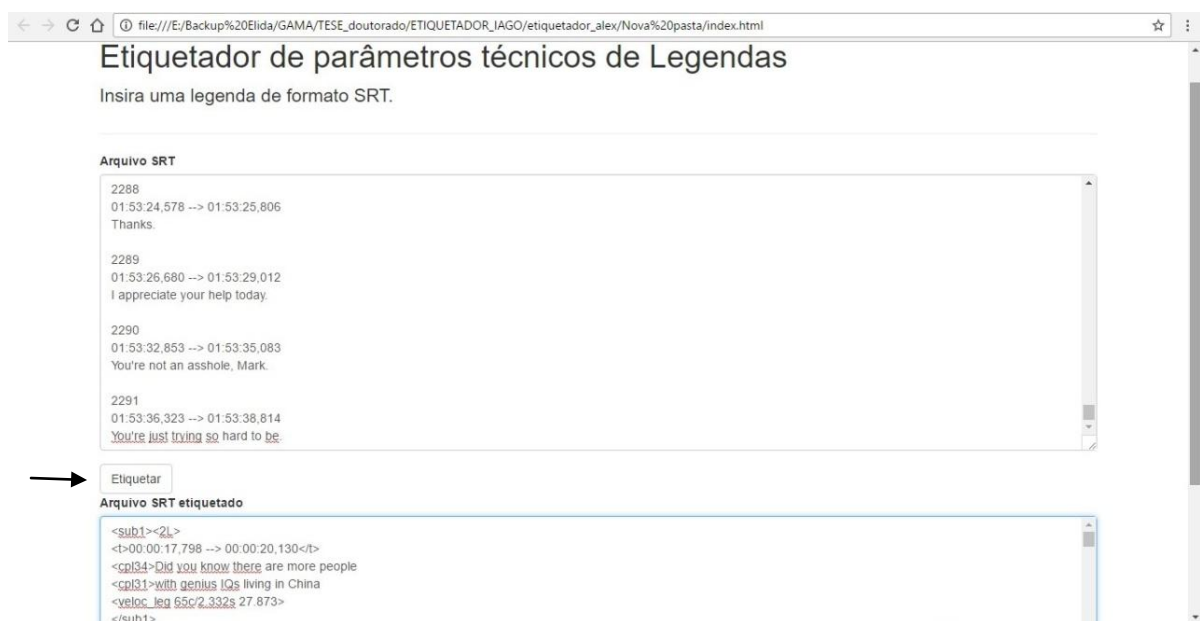 file:///E:/Backup%20Elida/GAMA/TESE_doutorado/ETIQUETADOR_IAGO/etiquetador_alex/Nova%20pasta/index.html
Etiquetador de parâmetros técnicos de Legendas
Insira uma legenda de formato SRT.
Arquivo SRT
2288
01:53:24,578 --> 01:53:25,806
Thanks.
2289
01:53:26,680 --> 01:53:29,012
I appreciate your help today.
2290
01:53:32,853 --> 01:53:35,083
You're not an asshole, Mark.
2291
01:53:36,323 --> 01:53:38,814
You're just trying so hard to be.
Etiquetar
Arquivo SRT etiquetado
<sub1><2L>
<t>00:00:17,798 --> 00:00:20,130</t>
<cpl34>Did you know there are more people
<cpl31>with genius IQs living in China
<veloc_leg 65c/2.332s 27.873>
</sub1>